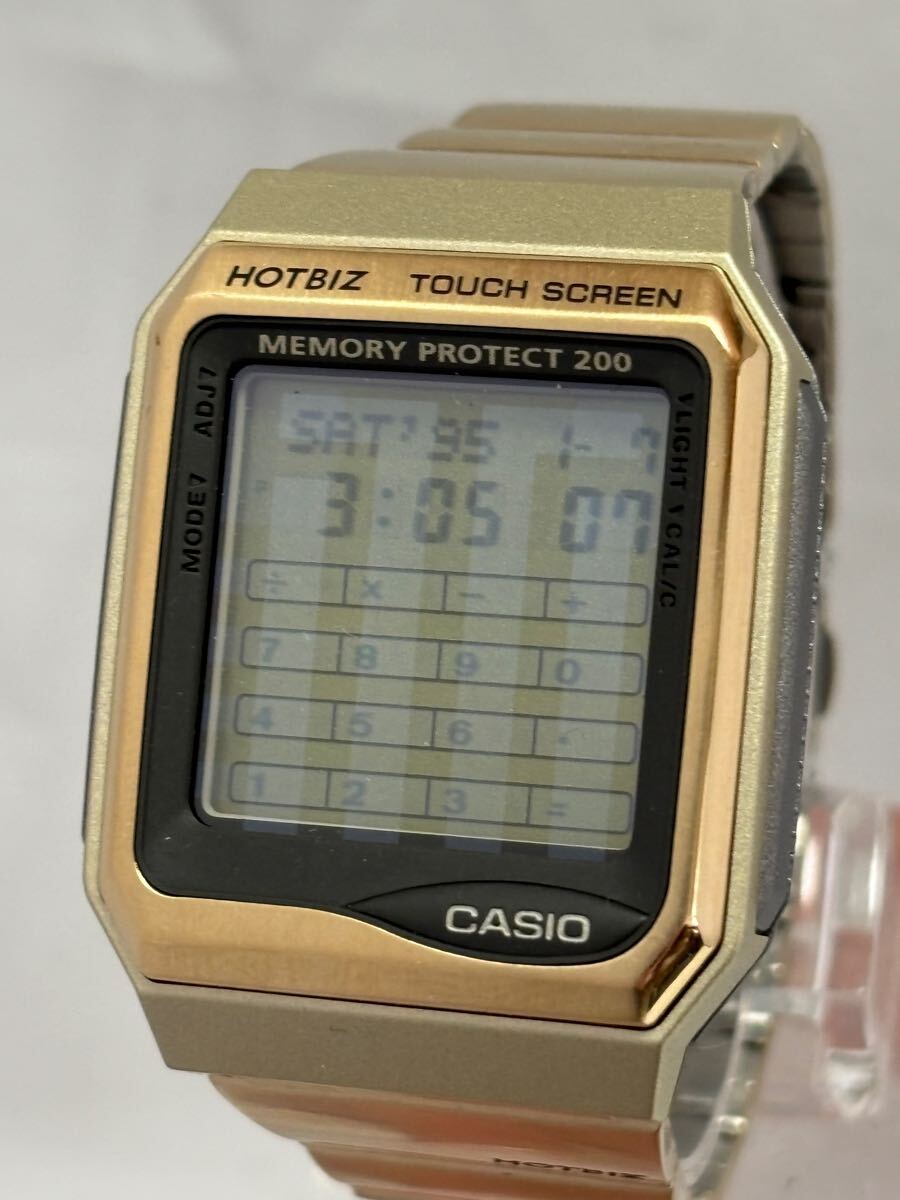 HOTBIZ TOUCH SCREEN
MEMORY PROTECT 200
ADJ
MODE
LIGHT
CAL/C
SAT '95 1-7
P 3:05 07
÷ × - +
7 8 9 0
4 5 6 .
1 2 3 =
CASIO
HOTBIZ